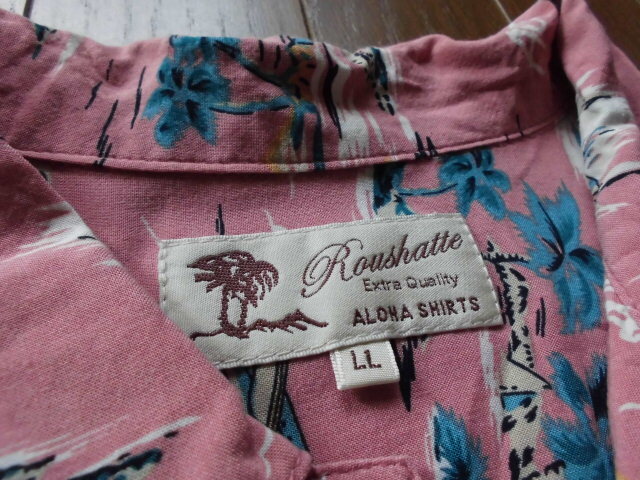 Roushatte
Extra Quality
ALOHA SHIRTS
LL